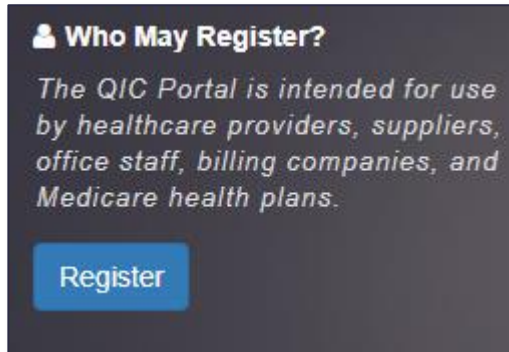 Who May Register?
The QIC Portal is intended for use
by healthcare providers, suppliers,
office staff, billing companies, and
Medicare health plans.
Register